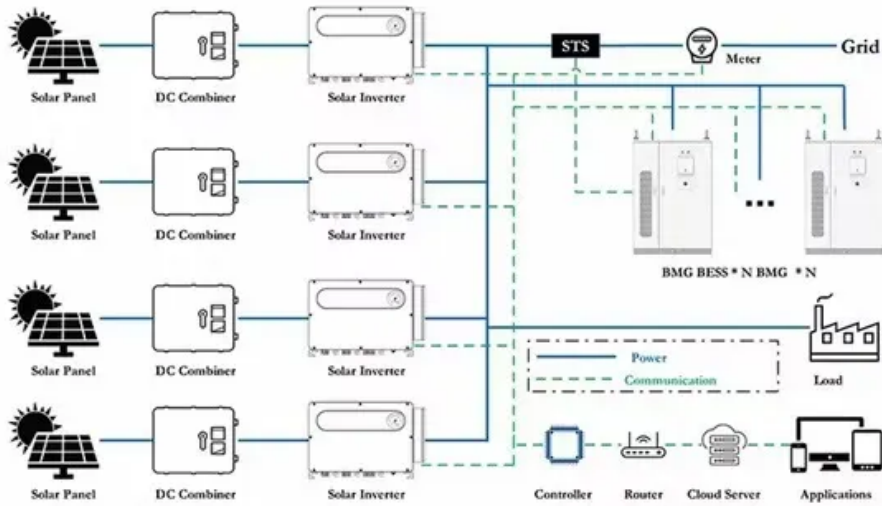 STS
Grid
Meter
Solar Panel
DC Combiner
Solar Inverter
Solar Panel
DC Combiner
Solar Inverter
BMG BESS * N BMG * N
Solar Panel
DC Combiner
Solar Inverter
Power
Communication
Load
Solar Panel
DC Combiner
Solar Inverter
Controller
Router
Cloud Server
Applications